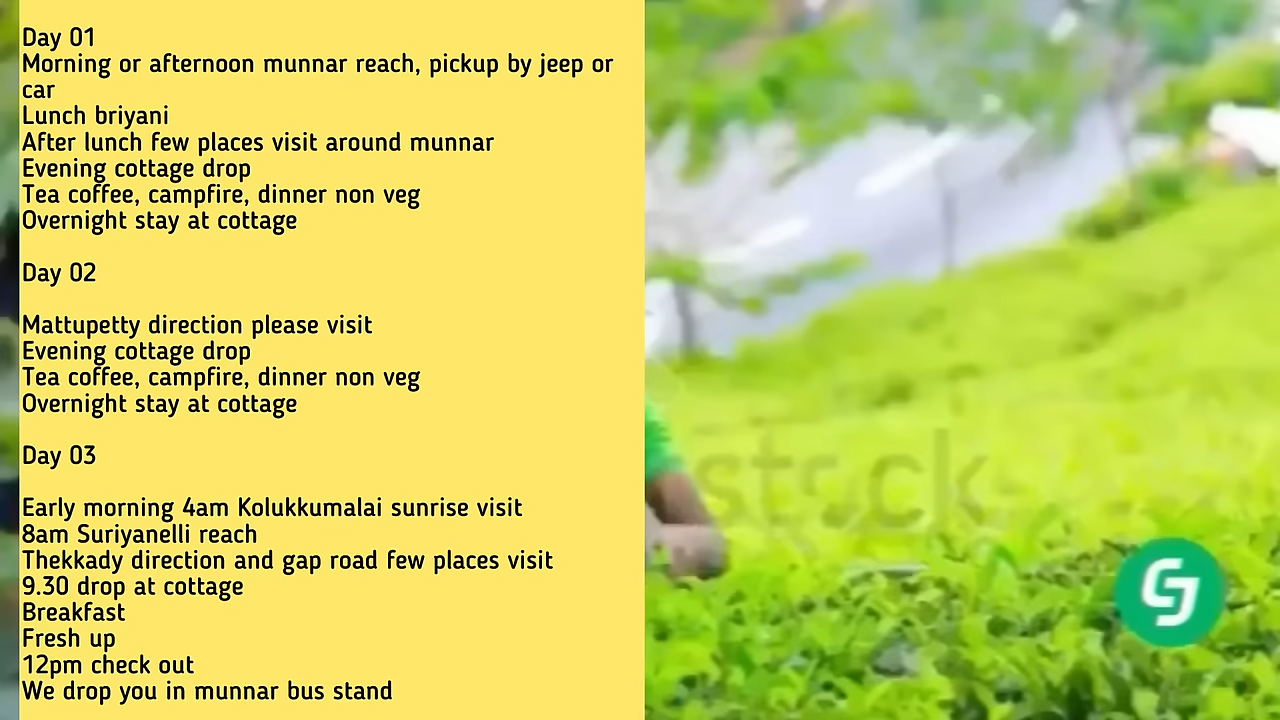 Day 01
Morning or afternoon munnar reach, pickup by jeep or
car
Lunch briyani
After lunch few places visit around munnar
Evening cottage drop
Tea coffee, campfire, dinner non veg
Overnight stay at cottage
Day 02
Mattupetty direction please visit
Evening cottage drop
Tea coffee, campfire, dinner non veg
Overnight stay at cottage
Day 03
Early morning 4am Kolukkumalai sunrise visit
8am Suriyanelli reach
Thekkady direction and gap road few places visit
9.30 drop at cottage
Breakfast
Fresh up
12pm check out
We drop you in munnar bus stand
stock